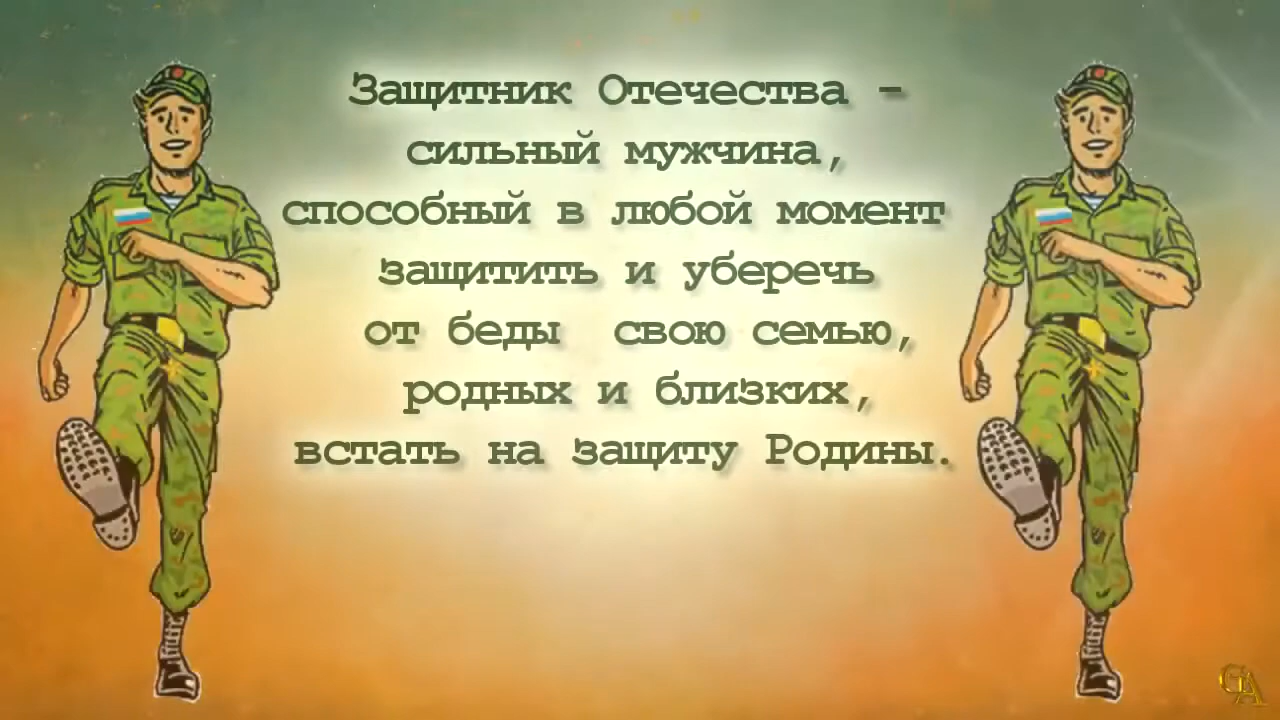 Защитник Отечества -
сильный мужчина,
способный в любой момент
защитить и уберечь
от беды свою семью,
родных и близких,
встать на защиту Родины.
GA